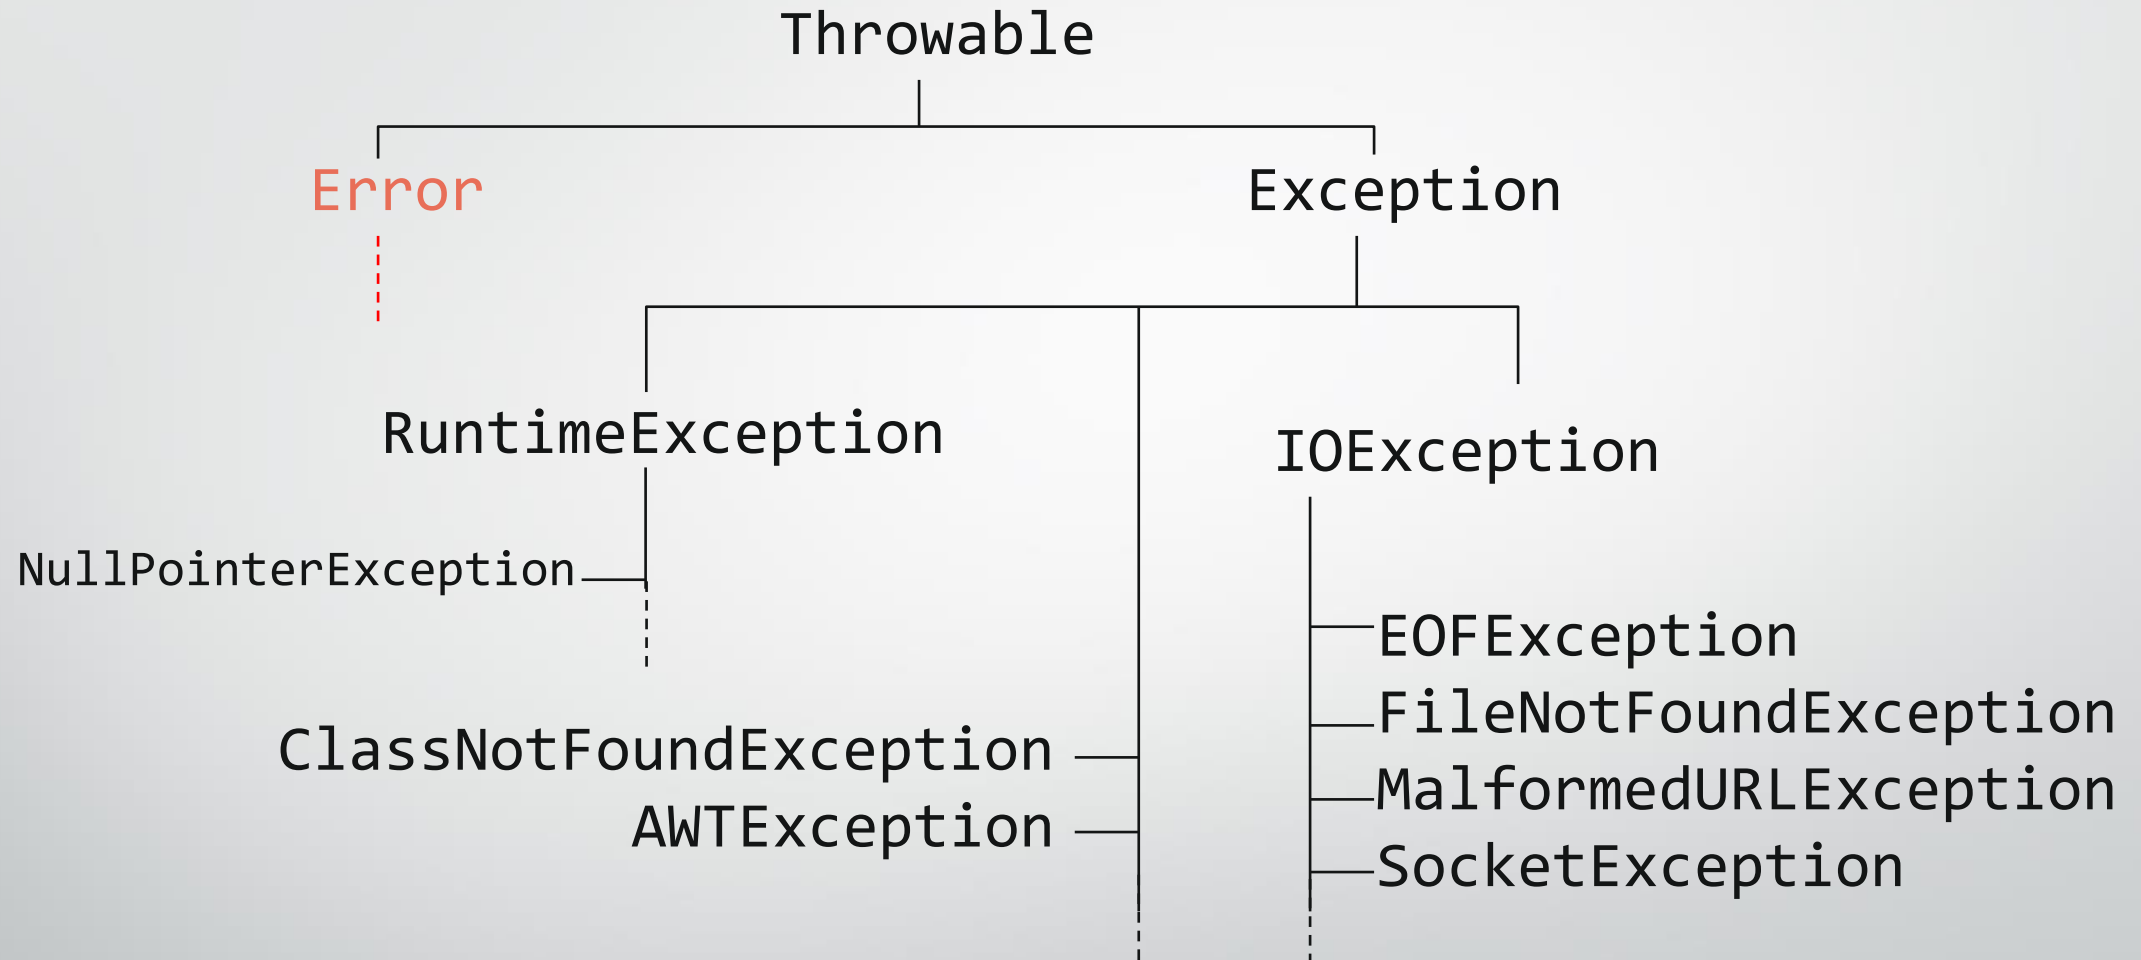 Throwable
Error
Exception
RuntimeException
IOException
NullPointerException
EOFException
FileNotFoundException
ClassNotFoundException
MalformedURLException
AWTException
SocketException